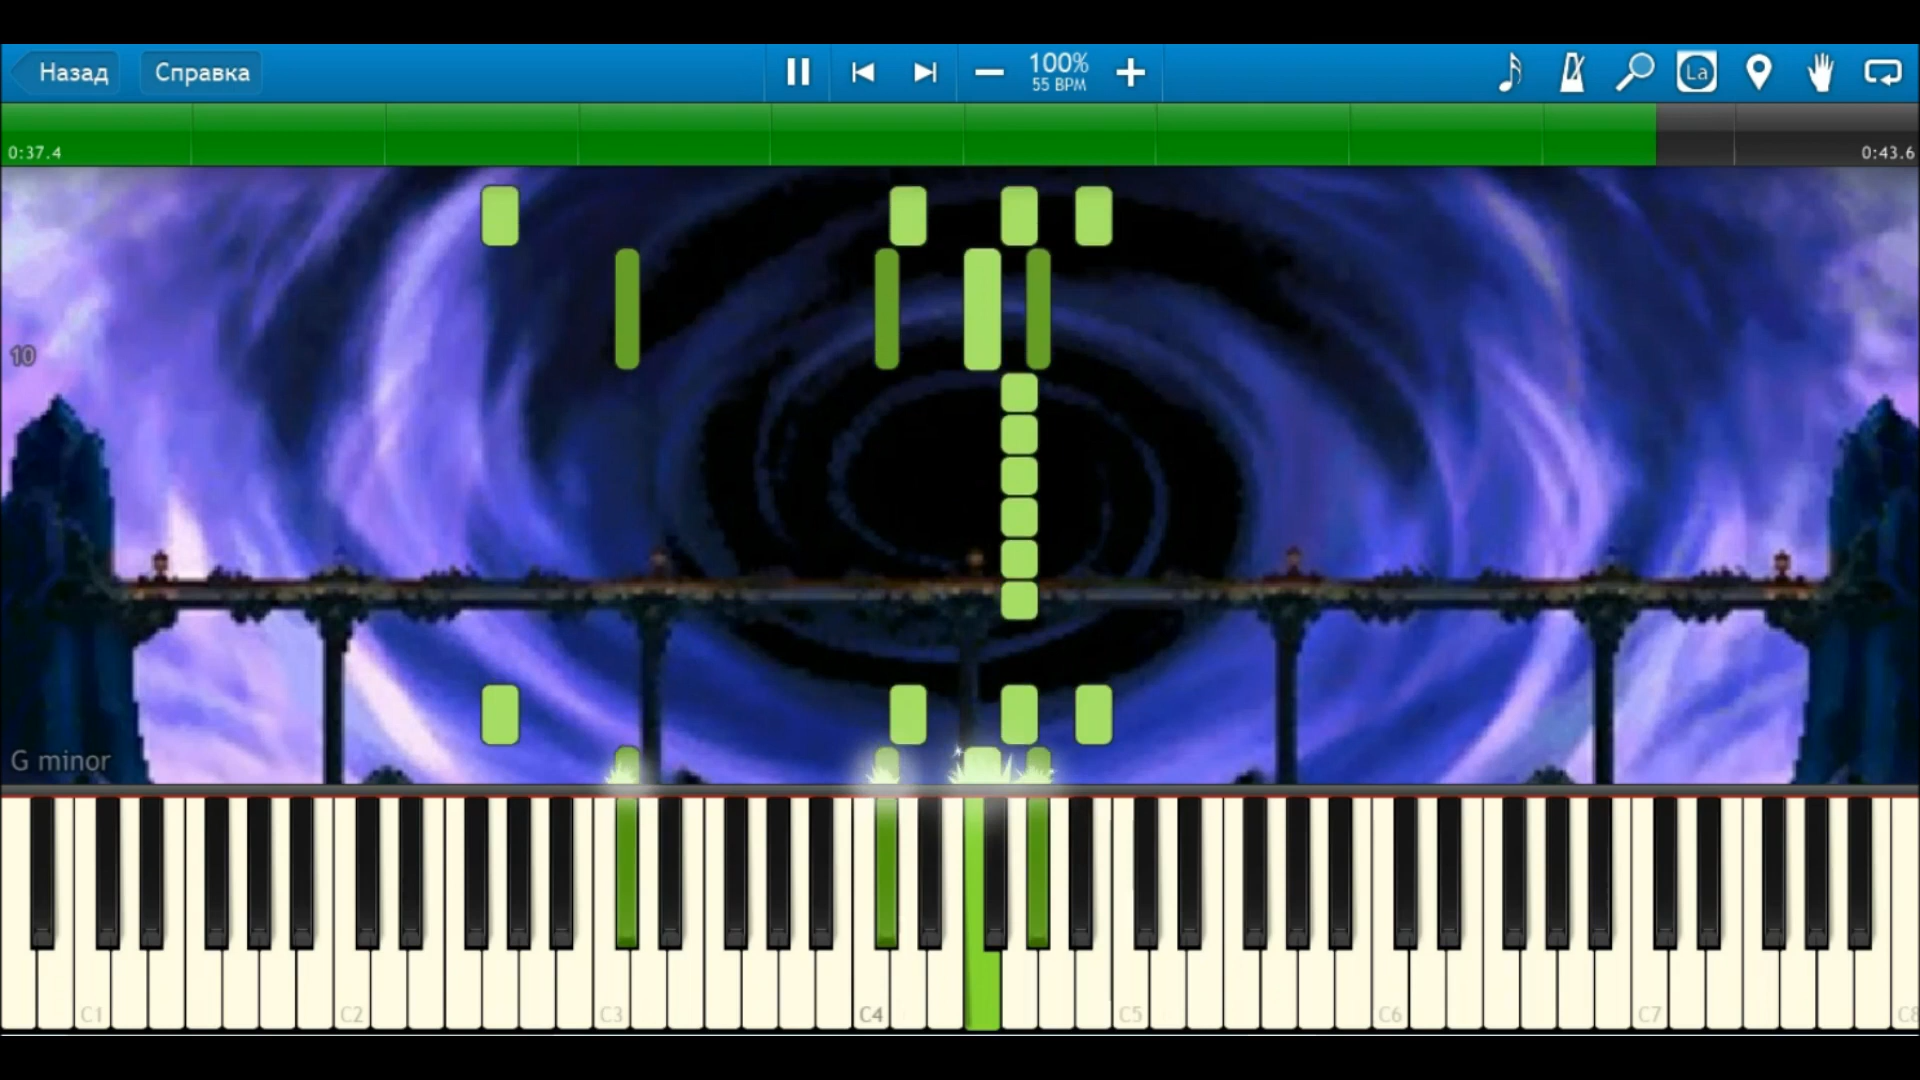 Назад
Справка
100%
55 BPM
La
0:37.4
0:43.6
10
G minor
C1
C2
C3
C4
C5
C6
C7
C8